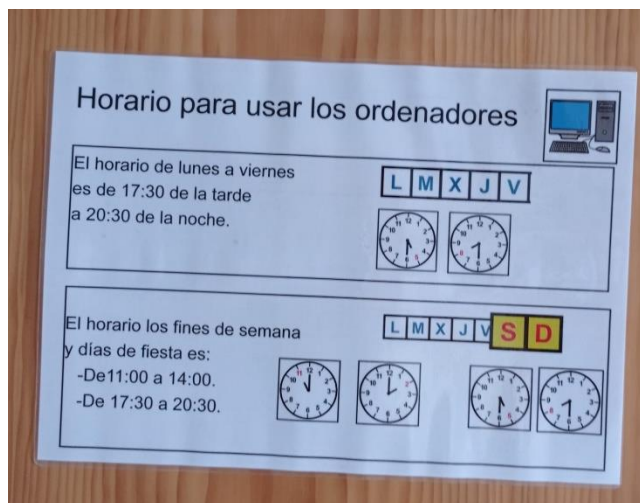 Horario para usar los ordenadores
El horario de lunes a viernes
es de 17:30 de la tarde
a 20:30 de la noche.
L M X J V
El horario los fines de semana
y días de fiesta es:
-De11:00 a 14:00.
-De 17:30 a 20:30.
L M X J V S D